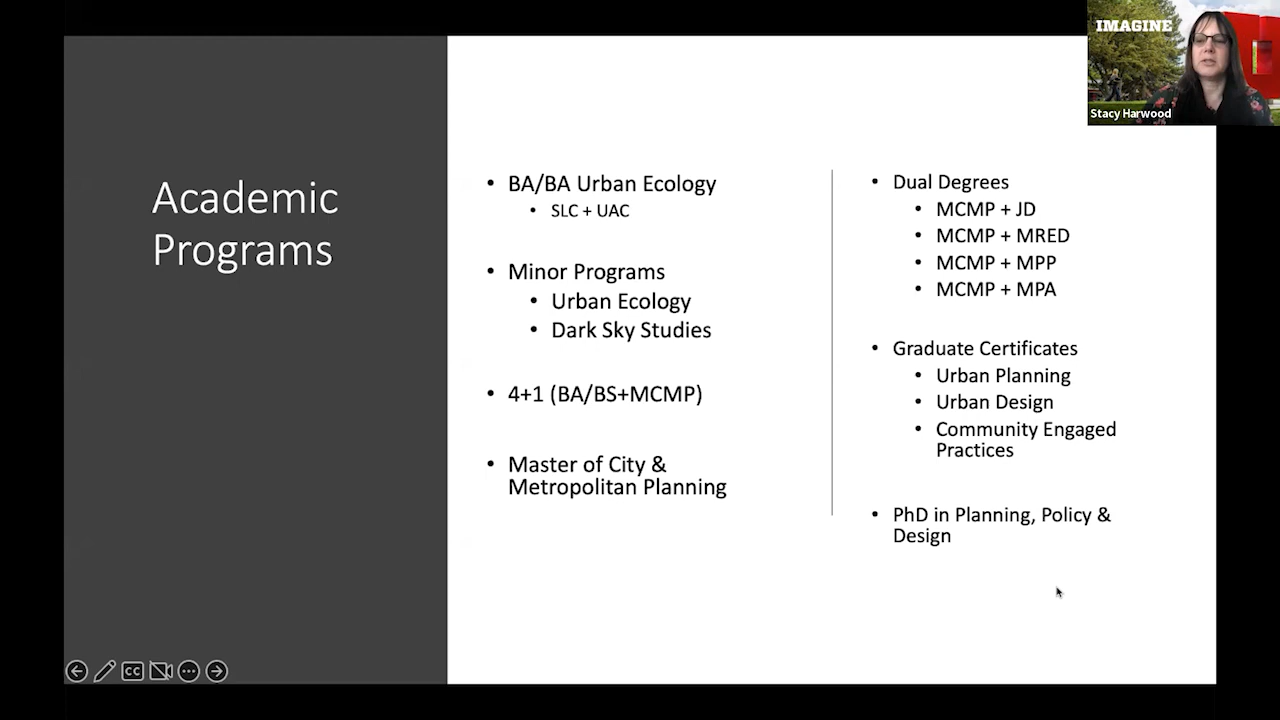 IMAGINE
Stacy Harwood
Academic
Programs
• BA/BA Urban Ecology
• SLC + UAC
• Minor Programs
• Urban Ecology
• Dark Sky Studies
• 4+1 (BA/BS+MCMP)
• Master of City &
Metropolitan Planning
• Dual Degrees
• MCMP + JD
• MCMP + MRED
• MCMP + MPP
• MCMP + MPA
• Graduate Certificates
• Urban Planning
• Urban Design
• Community Engaged
Practices
• PhD in Planning, Policy &
Design
CC